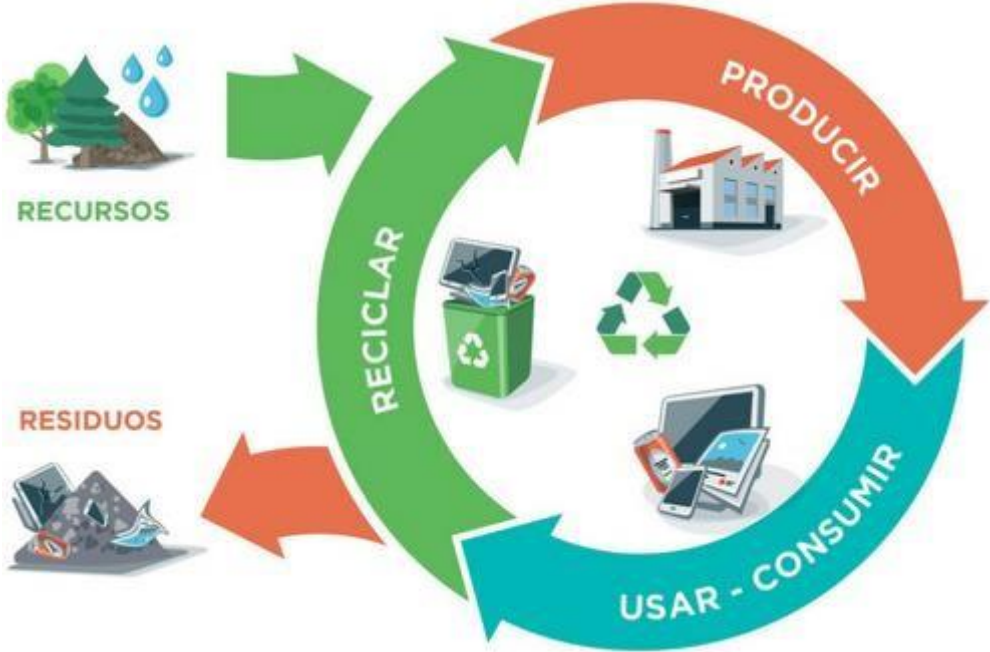 RECURSOS
PRODUCIR
RECICLAR
RESIDUOS
USAR - CONSUMIR